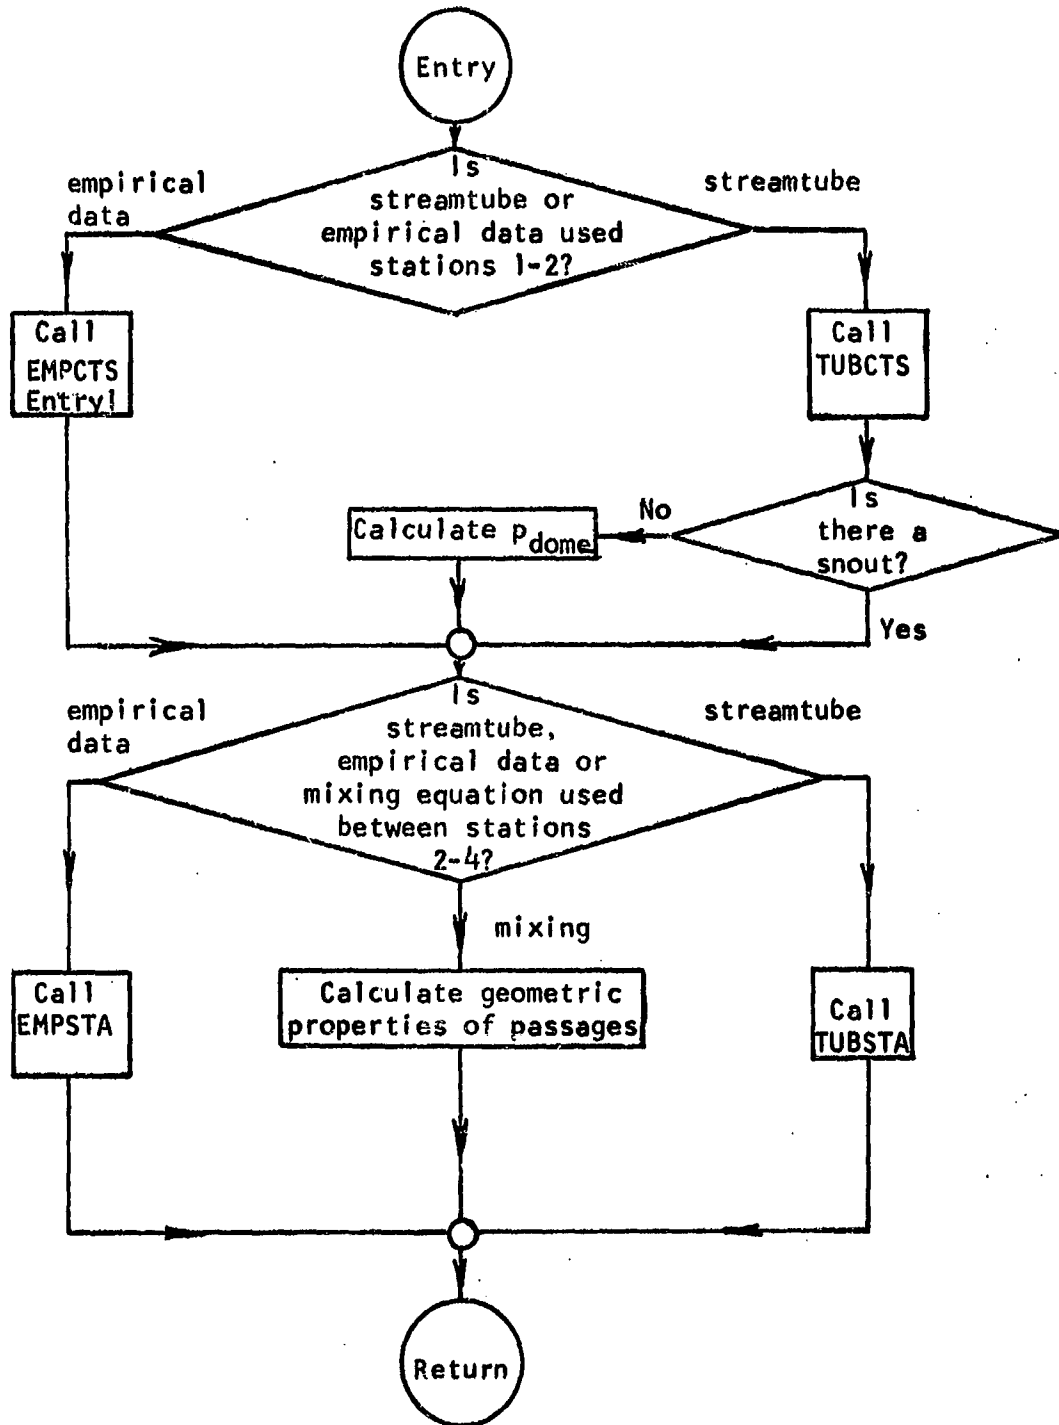 Entry
empirical
data
Is
streamtube or
empirical data used
stations 1-2?
streamtube
Call
EMPCTS
Entry1
Call
TUBCTS
Is
there a
snout?
No
Calculate pdome
Yes
empirical
data
Is
streamtube,
empirical data or
mixing equation used
between stations
2-4?
streamtube
mixing
Call
EMPSTA
Calculate geometric
properties of passages
Call
TUBSTA
Return